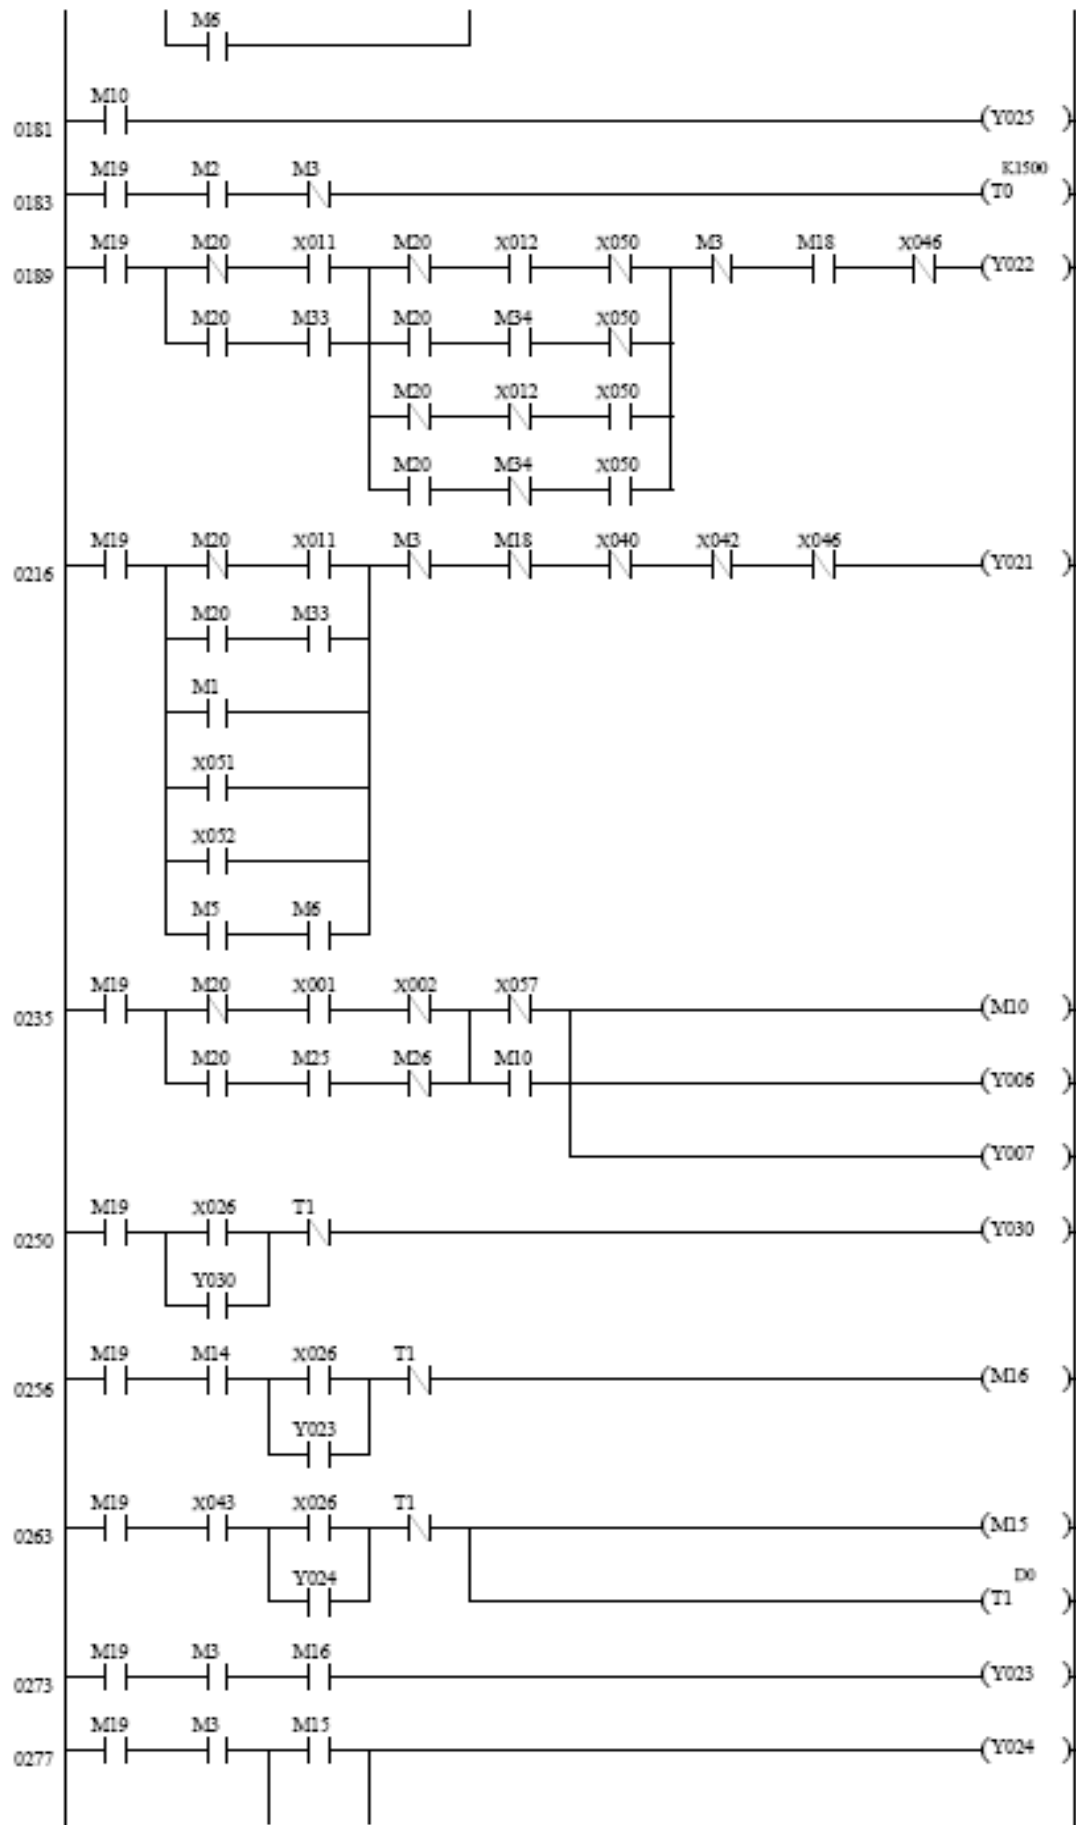 M6
M10
0181 (Y025 )
M19 M2 M3 K1500
0183 (T0 )
M19 M20 X011 M20 X012 X050 M3 M18 X046
0189 (Y022 )
M20 M33 M20 M34 X050
M20 X012 X050
M20 M34 X050
M19 M20 X011 M3 M18 X040 X042 X046
0216 (Y021 )
M20 M33
M1
X051
X052
M5 M6
M19 M20 X001 X002 X057
0235 (M10 )
M20 M25 M26 M10
(Y006 )
(Y007 )
M19 X026 T1
0250 (Y030 )
Y030
M19 M14 X026 T1
0256 (M16 )
Y023
M19 X043 X026 T1
0263 (M15 )
Y024 D0
(T1 )
M19 M3 M16
0273 (Y023 )
M19 M3 M15
0277 (Y024 )